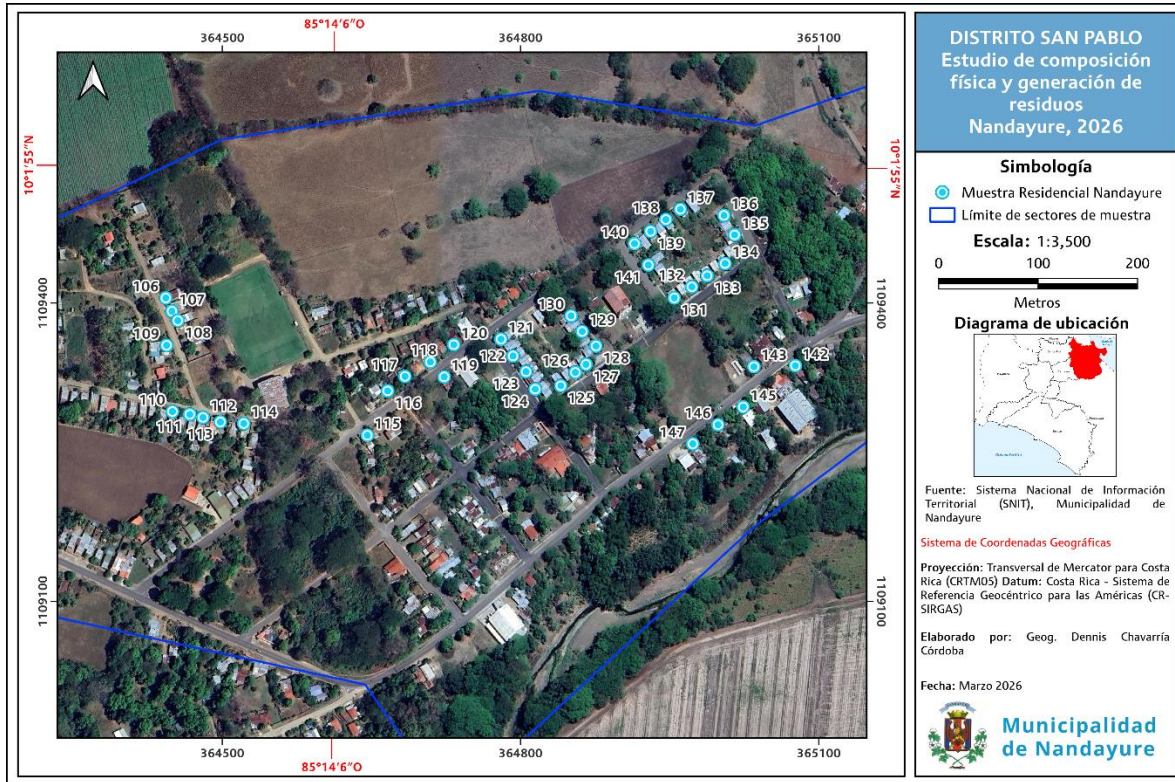 85°14'6"O
364500
364800
365100
10°1'55"N
10°1'55"N
1109400
1109400
1109100
1109100
364500
364800
365100
85°14'6"O
137
138
136
135
140
139
134
141
132
133
131
106
107
108
109
130
129
120
121
128
118
122
126
143
142
117
119
127
123
110
116
125
124
145
112
114
111
113
146
115
147
DISTRITO SAN PABLO
Estudio de composición
física y generación de
residuos
Nandayure, 2026
Simbología
Muestra Residencial Nandayure
Límite de sectores de muestra
Escala: 1:3,500
0 100 200
Metros
Diagrama de ubicación
Fuente: Sistema Nacional de Información
Territorial (SNIT), Municipalidad de
Nandayure
Sistema de Coordenadas Geográficas
Proyección: Transversal de Mercator para Costa
Rica (CRTM05) Datum: Costa Rica - Sistema de
Referencia Geocéntrico para las Américas (CR-
SIRGAS)
Elaborado por: Geog. Dennis Chavarría
Córdoba
Fecha: Marzo 2026
Municipalidad
de Nandayure